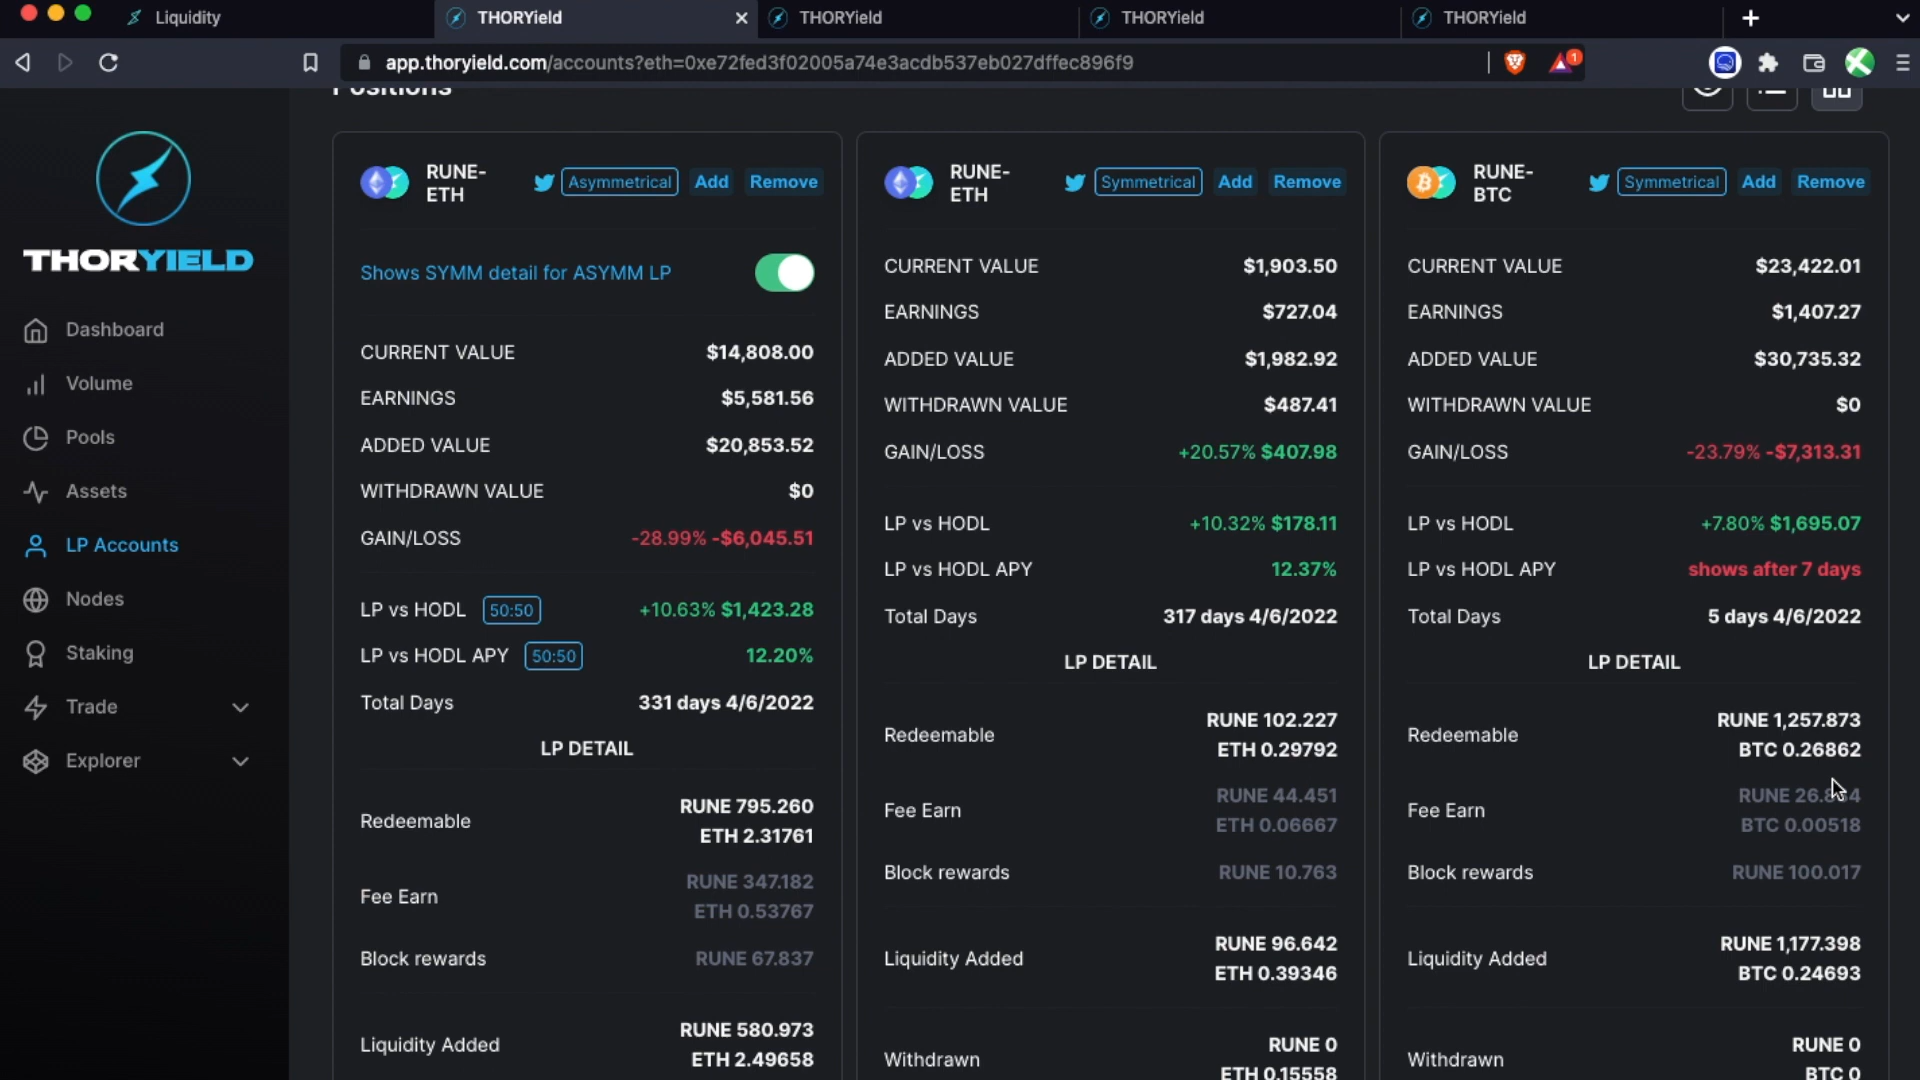 Liquidity
THORYield
THORYield
THORYield
THORYield
app.thoryield.com/accounts?eth=0xe72fed3f02005a74e3acdb537eb027dffec896f9
1
Positions
THORYIELD
Dashboard
Volume
Pools
Assets
LP Accounts
Nodes
Staking
Trade
Explorer
RUNE-
ETH
Asymmetrical
Add
Remove
Shows SYMM detail for ASYMM LP
CURRENT VALUE $14,808.00
EARNINGS $5,581.56
ADDED VALUE $20,853.52
WITHDRAWN VALUE $0
GAIN/LOSS -28.99% -$6,045.51
LP vs HODL 50:50 +10.63% $1,423.28
LP vs HODL APY 50:50 12.20%
Total Days 331 days 4/6/2022
LP DETAIL
Redeemable RUNE 795.260
ETH 2.31761
Fee Earn RUNE 347.182
ETH 0.53767
Block rewards RUNE 67.837
Liquidity Added RUNE 580.973
ETH 2.49658
RUNE-
ETH
Symmetrical
Add
Remove
CURRENT VALUE $1,903.50
EARNINGS $727.04
ADDED VALUE $1,982.92
WITHDRAWN VALUE $487.41
GAIN/LOSS +20.57% $407.98
LP vs HODL +10.32% $178.11
LP vs HODL APY 12.37%
Total Days 317 days 4/6/2022
LP DETAIL
Redeemable RUNE 102.227
ETH 0.29792
Fee Earn RUNE 44.451
ETH 0.06667
Block rewards RUNE 10.763
Liquidity Added RUNE 96.642
ETH 0.39346
Withdrawn RUNE 0
ETH 0.15558
RUNE-
BTC
Symmetrical
Add
Remove
CURRENT VALUE $23,422.01
EARNINGS $1,407.27
ADDED VALUE $30,735.32
WITHDRAWN VALUE $0
GAIN/LOSS -23.79% -$7,313.31
LP vs HODL +7.80% $1,695.07
LP vs HODL APY shows after 7 days
Total Days 5 days 4/6/2022
LP DETAIL
Redeemable RUNE 1,257.873
BTC 0.26862
Fee Earn RUNE
BTC 0.00518
Block rewards RUNE 100.017
Liquidity Added RUNE 1,177.398
BTC 0.24693
Withdrawn RUNE 0
BTC 0